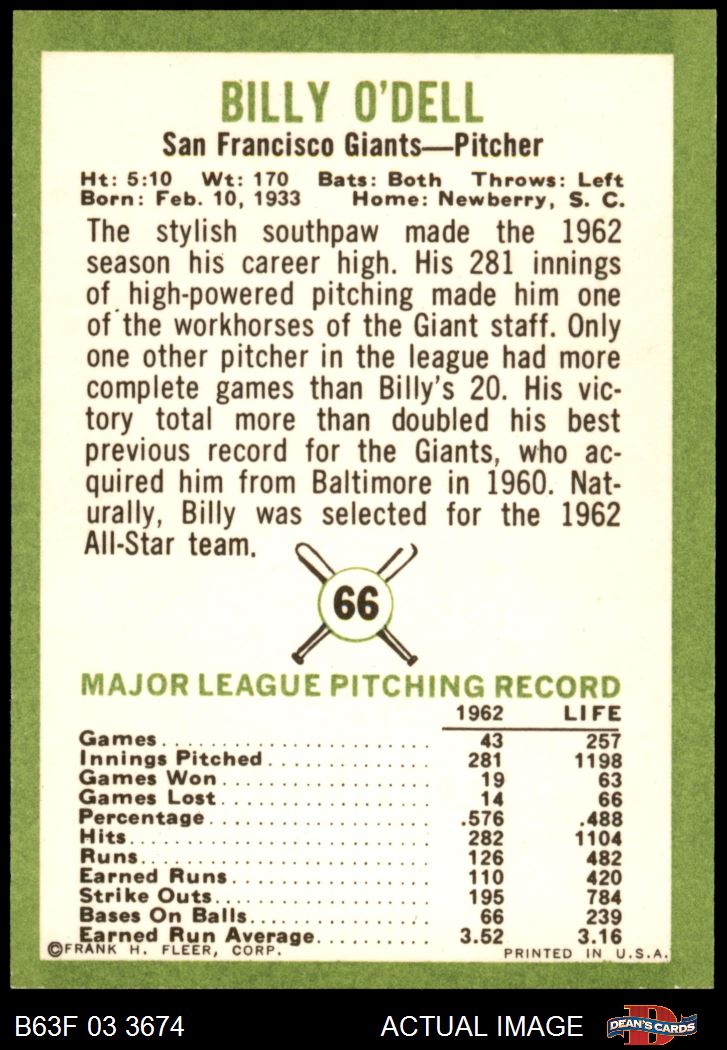 BILLY O'DELL
San Francisco Giants—Pitcher
Ht: 5:10 Wt: 170 Bats: Both Throws: Left
Born: Feb. 10, 1933 Home: Newberry, S. C.
The stylish southpaw made the 1962
season his career high. His 281 innings
of high-powered pitching made him one
of the workhorses of the Giant staff. Only
one other pitcher in the league had more
complete games than Billy's 20. His vic-
tory total more than doubled his best
previous record for the Giants, who ac-
quired him from Baltimore in 1960. Nat-
urally, Billy was selected for the 1962
All-Star team.
66
MAJOR LEAGUE PITCHING RECORD
1962 LIFE
Games 43 257
Innings Pitched 281 1198
Games Won 19 63
Games Lost 14 66
Percentage .576 .488
Hits 282 1104
Runs 126 482
Earned Runs 110 420
Strike Outs 195 784
Bases On Balls 66 239
Earned Run Average 3.52 3.16
©FRANK H. FLEER, CORP. PRINTED IN U.S.A.
B63F 03 3674 ACTUAL IMAGE DEAN'S CARDS